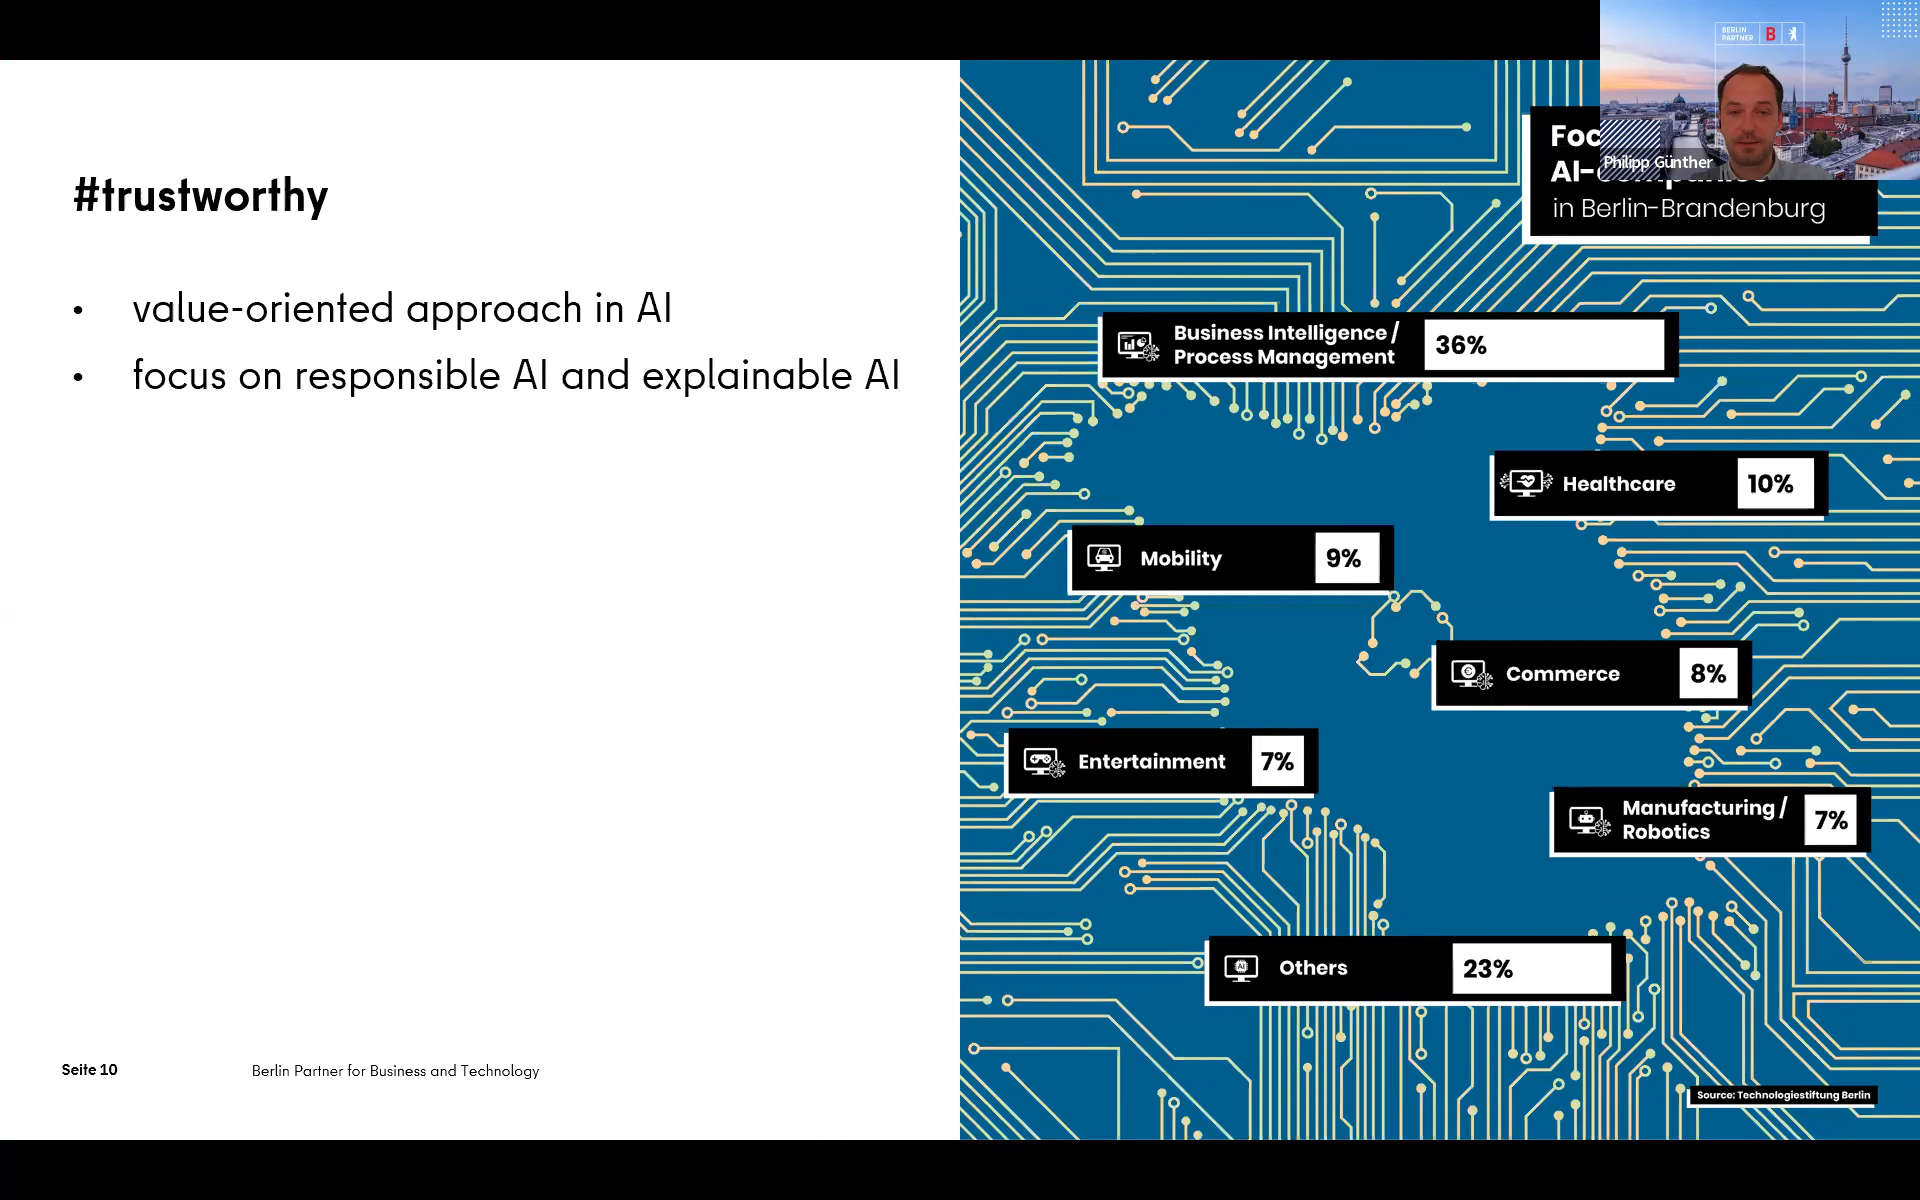 #trustworthy
• value-oriented approach in AI
• focus on responsible AI and explainable AI
Seite 10
Berlin Partner for Business and Technology
BERLIN
PARTNER
B
Philipp Günther
in Berlin-Brandenburg
Business Intelligence /
Process Management
36%
Healthcare
10%
Mobility
9%
Commerce
8%
Entertainment
7%
Manufacturing /
Robotics
7%
Others
23%
Source: Technologiestiftung Berlin